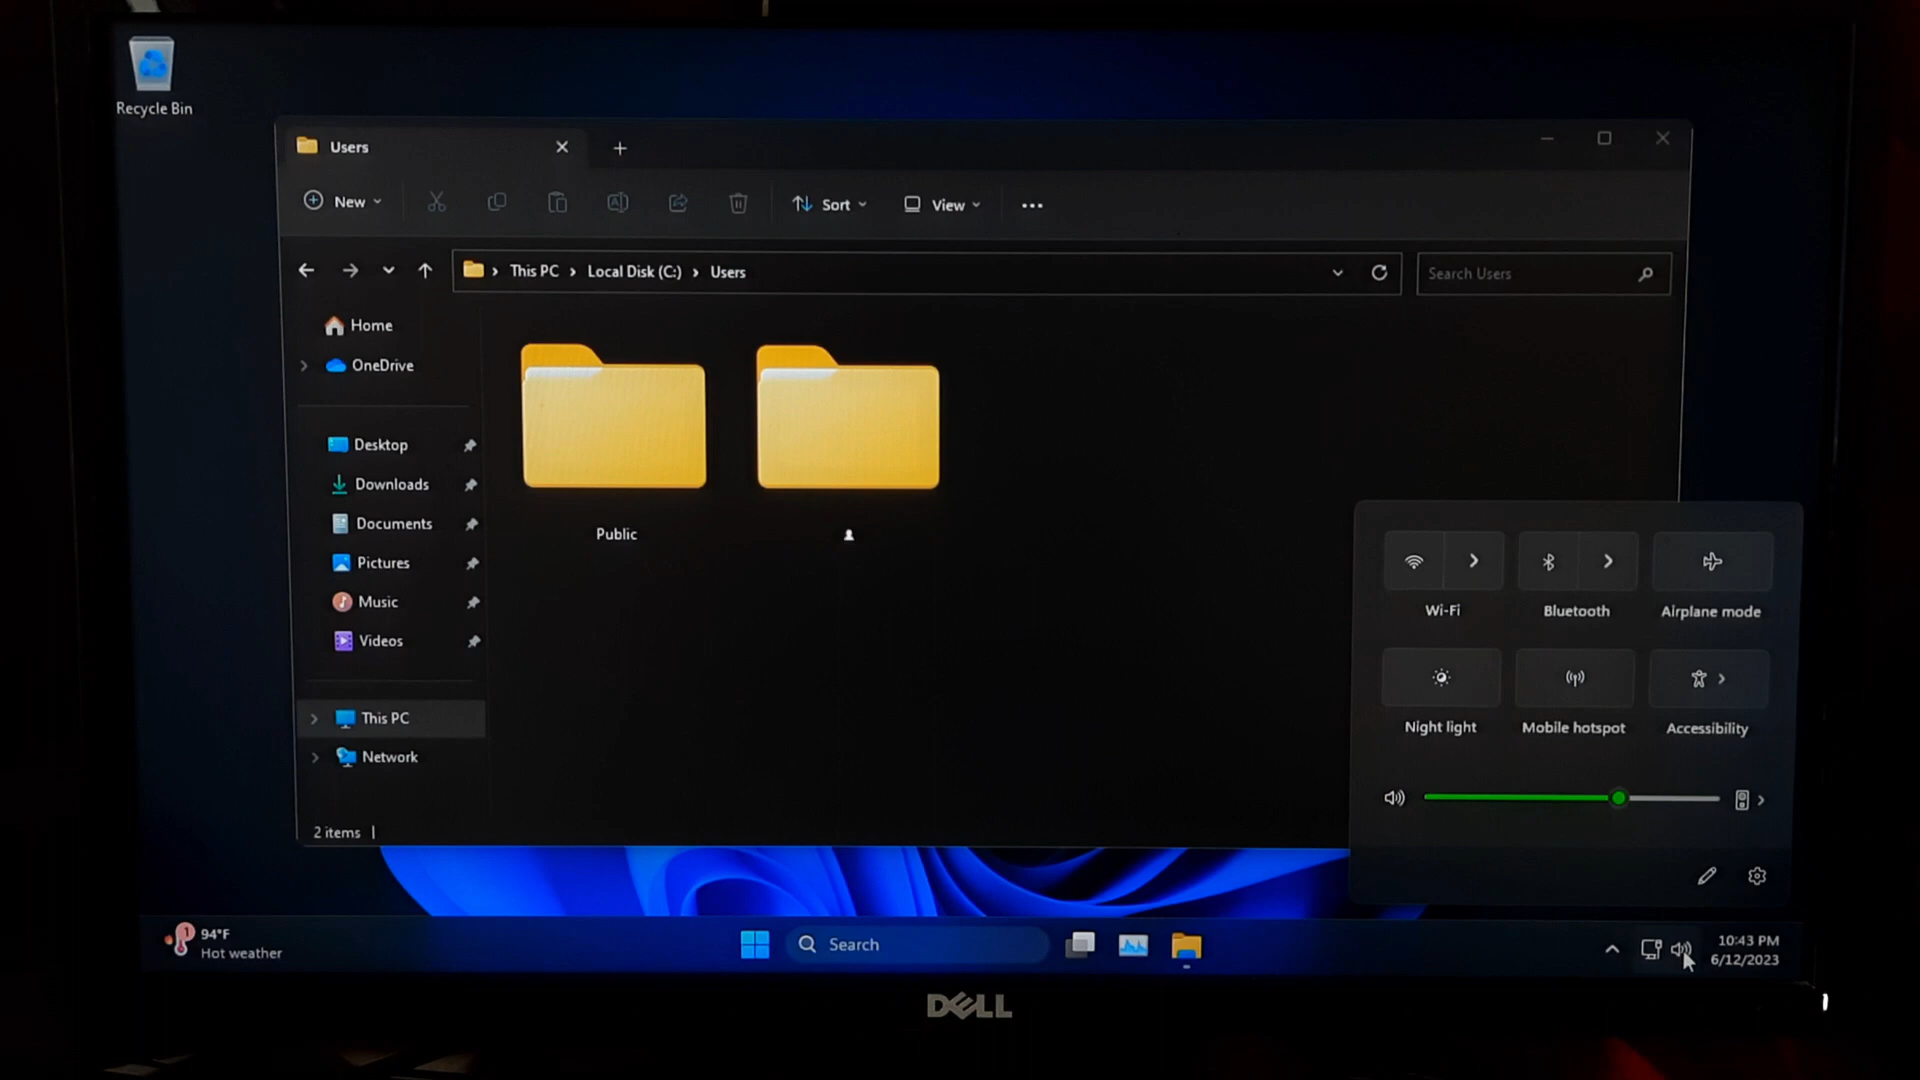 Recycle Bin
Users
New
Sort
View
This PC
Local Disk (C:)
Users
Search Users
Home
OneDrive
Desktop
Downloads
Documents
Pictures
Music
Videos
This PC
Network
Public
👤
2 items
Wi-Fi
Bluetooth
Airplane mode
Night light
Mobile hotspot
Accessibility
1
94°F
Hot weather
Search
10:43 PM
6/12/2023
DELL